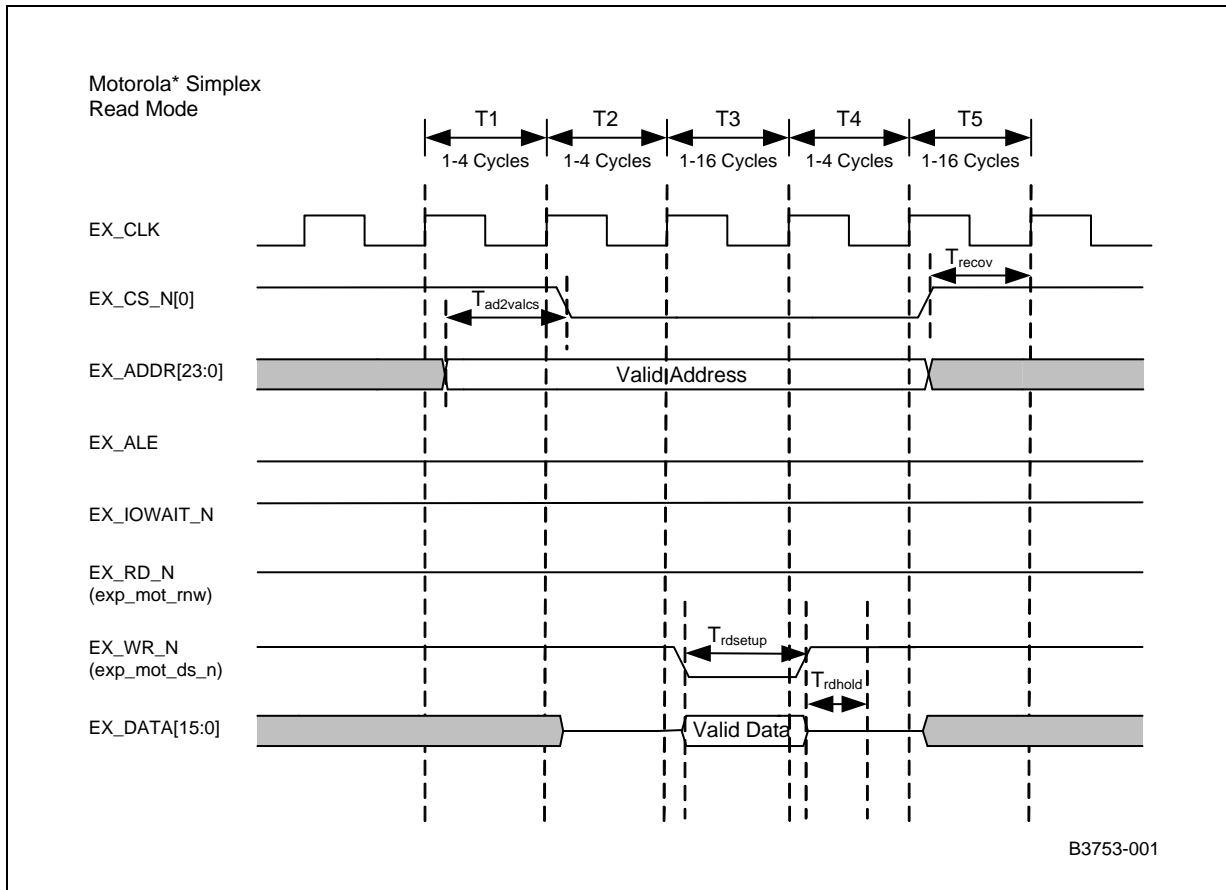 Motorola* Simplex
Read Mode
T1 T2 T3 T4 T5
1-4 Cycles 1-4 Cycles 1-16 Cycles 1-4 Cycles 1-16 Cycles
EX_CLK
Trecov
EX_CS_N[0]
Tad2valcs
EX_ADDR[23:0]
Valid Address
EX_ALE
EX_IOWAIT_N
EX_RD_N
(exp_mot_rnw)
EX_WR_N
(exp_mot_ds_n)
Trdsetup
Trdhold
EX_DATA[15:0]
Valid Data
B3753-001